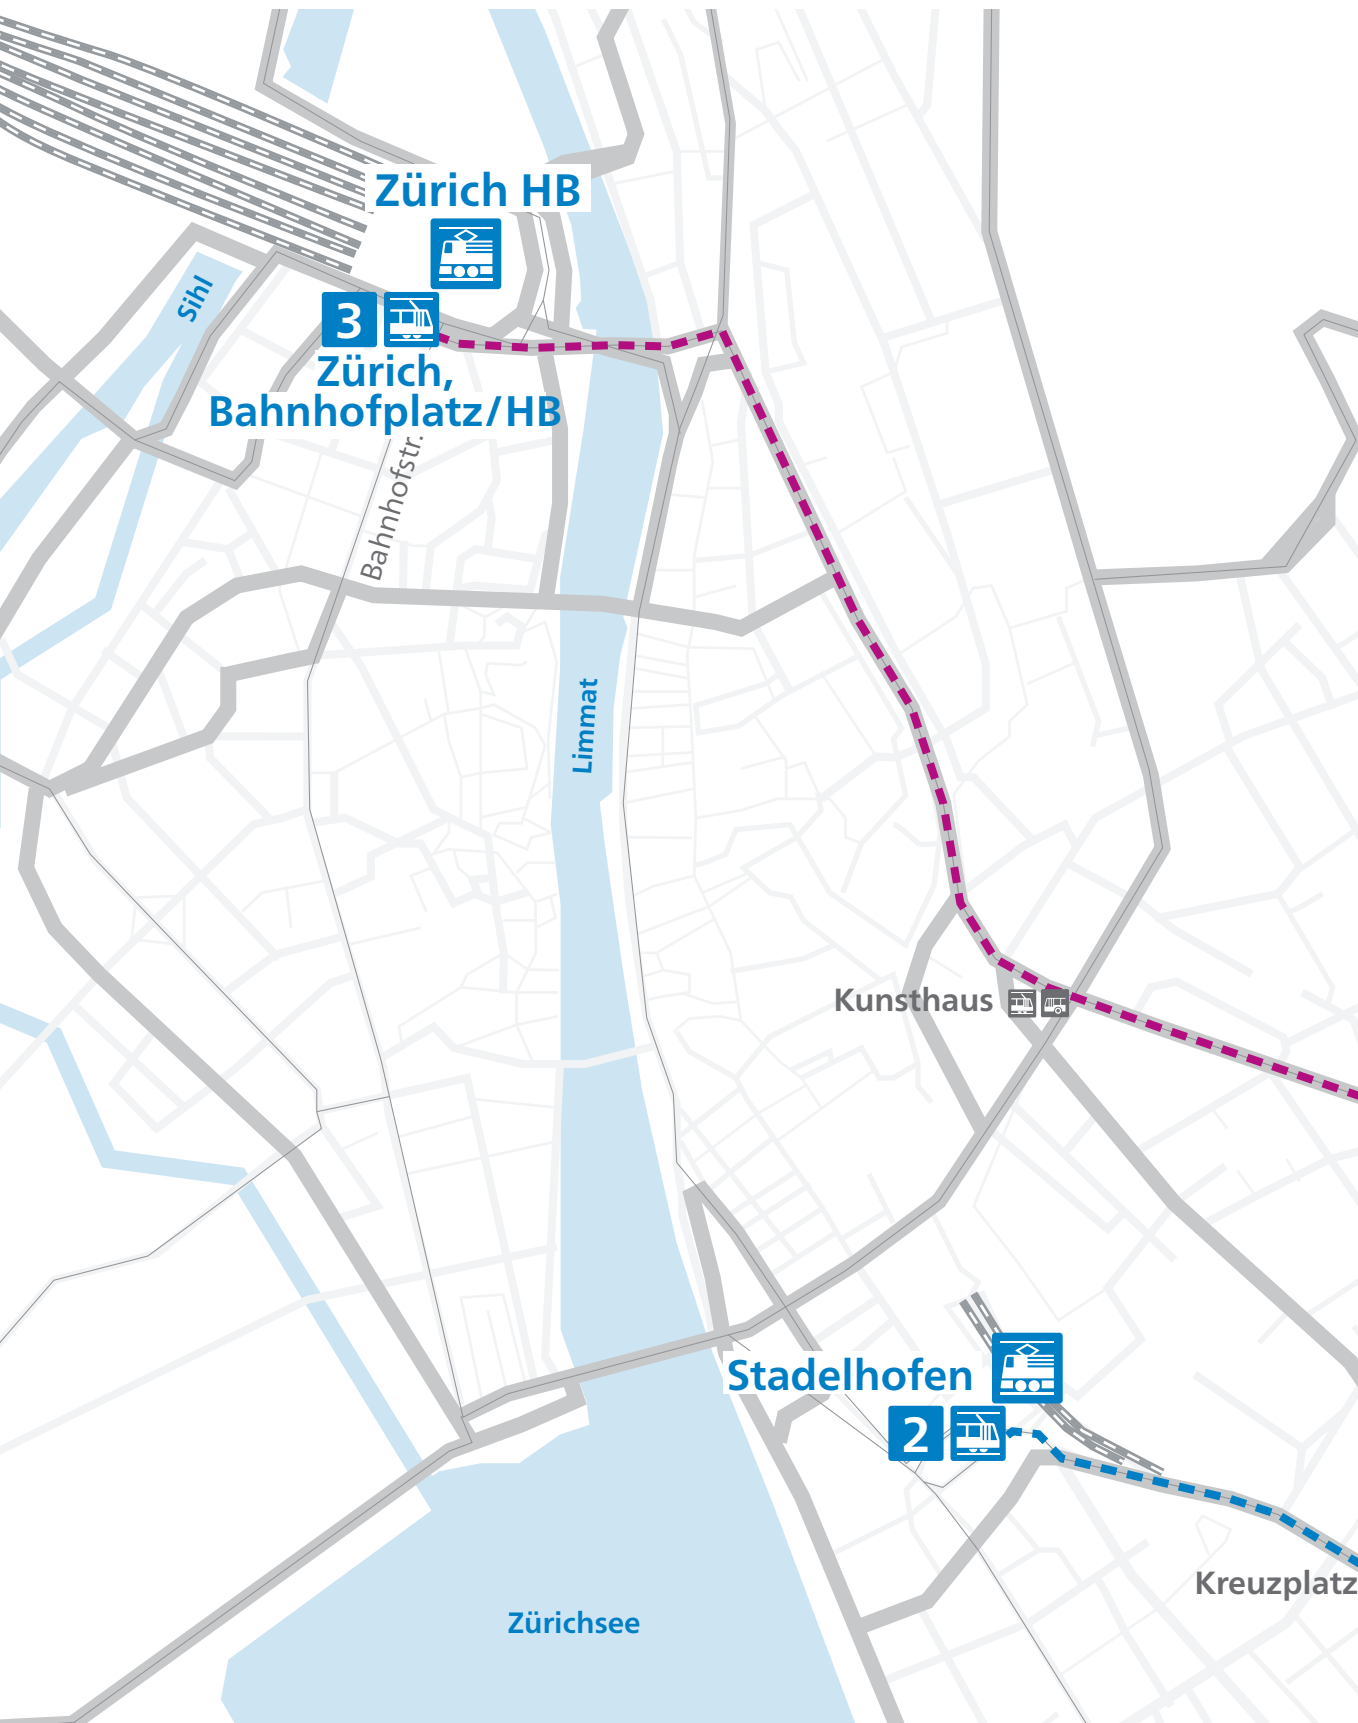 Zürich HB
Sihl
3
Zürich,
Bahnhofplatz/HB
Bahnhofstr.
Limmat
Kunsthaus
Stadelhofen
2
Kreuzplatz
Zürichsee